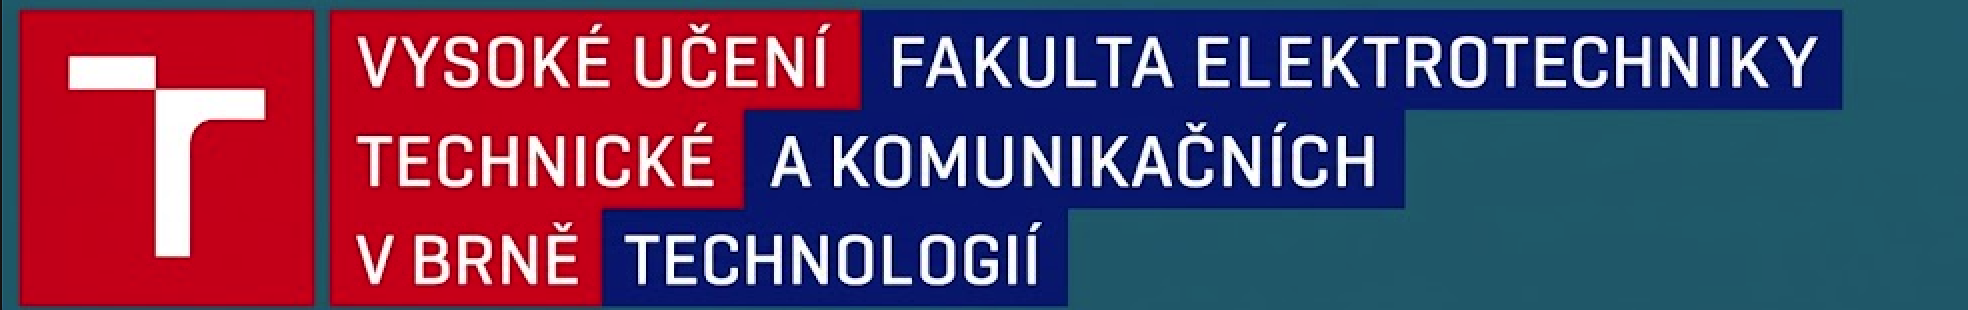 VYSOKÉ UČENÍ FAKULTA ELEKTROTECHNIKY
TECHNICKÉ A KOMUNIKAČNÍCH
V BRNĚ TECHNOLOGIÍ